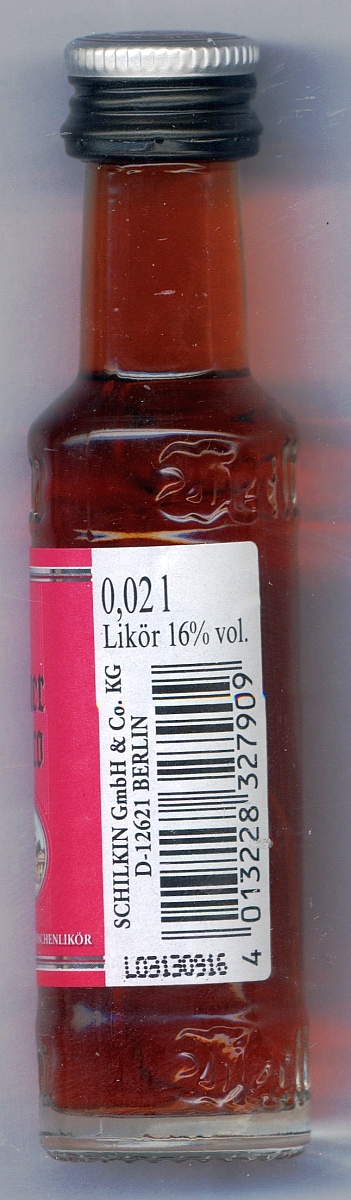 0,02 l
Likör 16% vol.
SCHILKIN GmbH & Co. KG
D-12621 BERLIN
4 013228 327909
L03130916